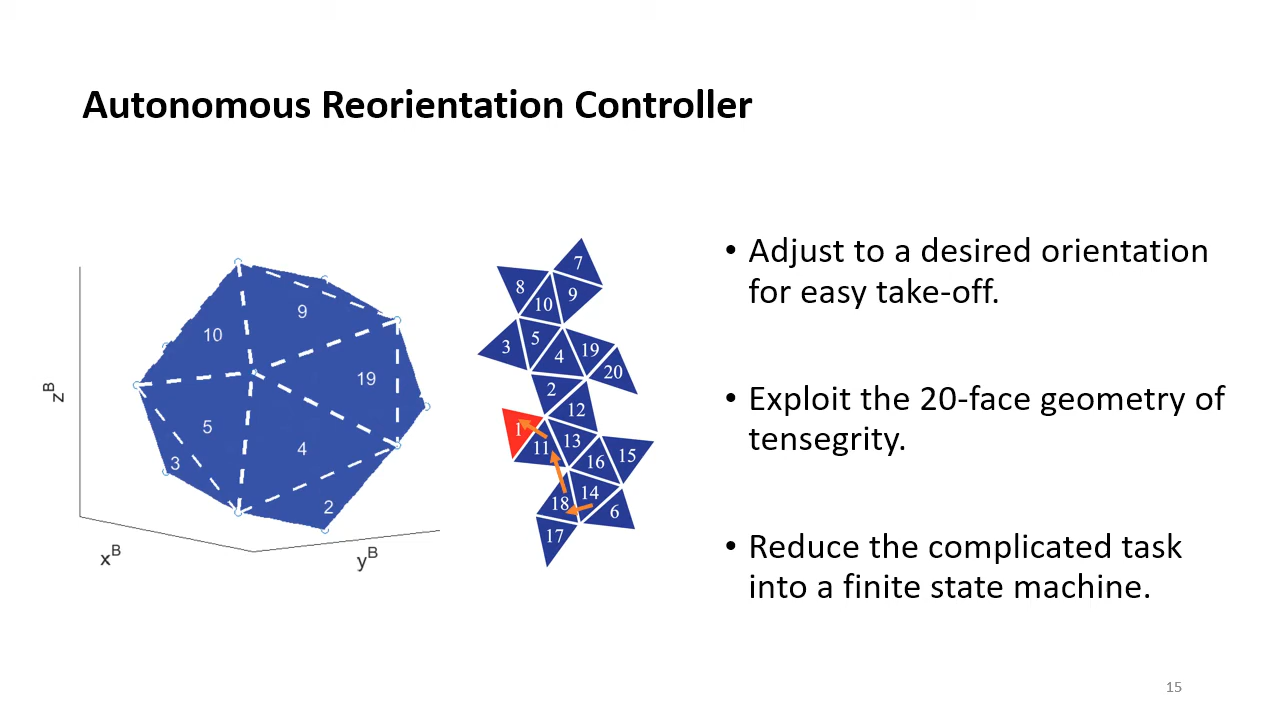 Autonomous Reorientation Controller
10
9
19
5
4
3
2
z^B
x^B
y^B
7
8
10
9
3
5
4
19
20
2
12
1
11
13
16
15
18
14
6
17
• Adjust to a desired orientation
for easy take-off.
• Exploit the 20-face geometry of
tensegrity.
• Reduce the complicated task
into a finite state machine.
15